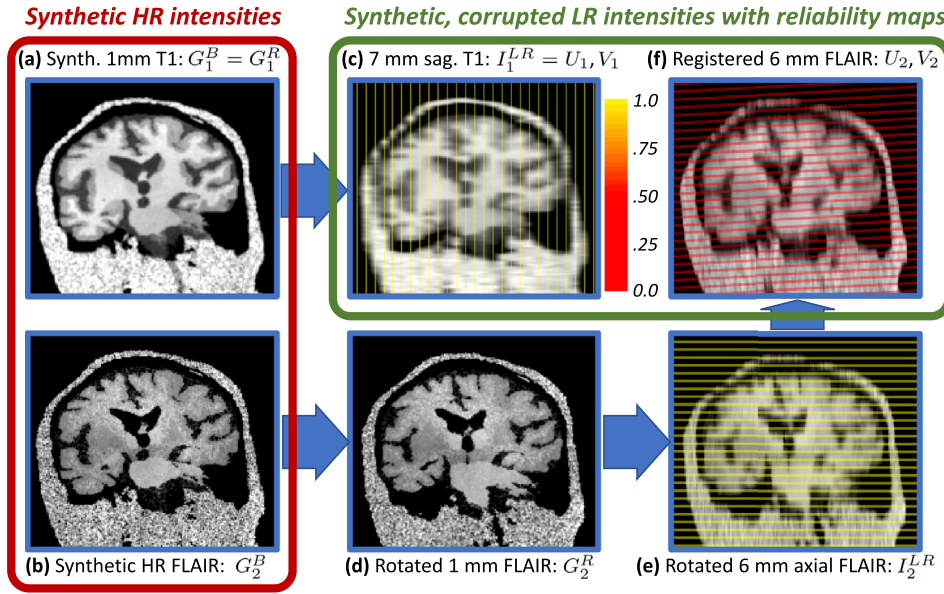 Synthetic HR intensities
Synthetic, corrupted LR intensities with reliability maps
(a) Synth. 1mm T1: $G_1^B = G_1^R$
(c) 7 mm sag. T1: $I_1^{LR} = U_1, V_1$
(f) Registered 6 mm FLAIR: $U_2, V_2$
1.0
.75
.50
.25
0.0
(b) Synthetic HR FLAIR: $G_2^B$
(d) Rotated 1 mm FLAIR: $G_2^R$
(e) Rotated 6 mm axial FLAIR: $I_2^{LR}$